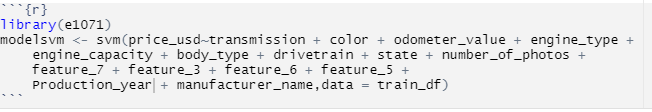 ```{r}
library(e1071)
modelsvm <- svm(price_usd~transmission + color + odometer_value + engine_type +
engine_capacity + body_type + drivetrain + state + number_of_photos +
feature_7 + feature_3 + feature_6 + feature_5 +
Production_year + manufacturer_name,data = train_df)
```